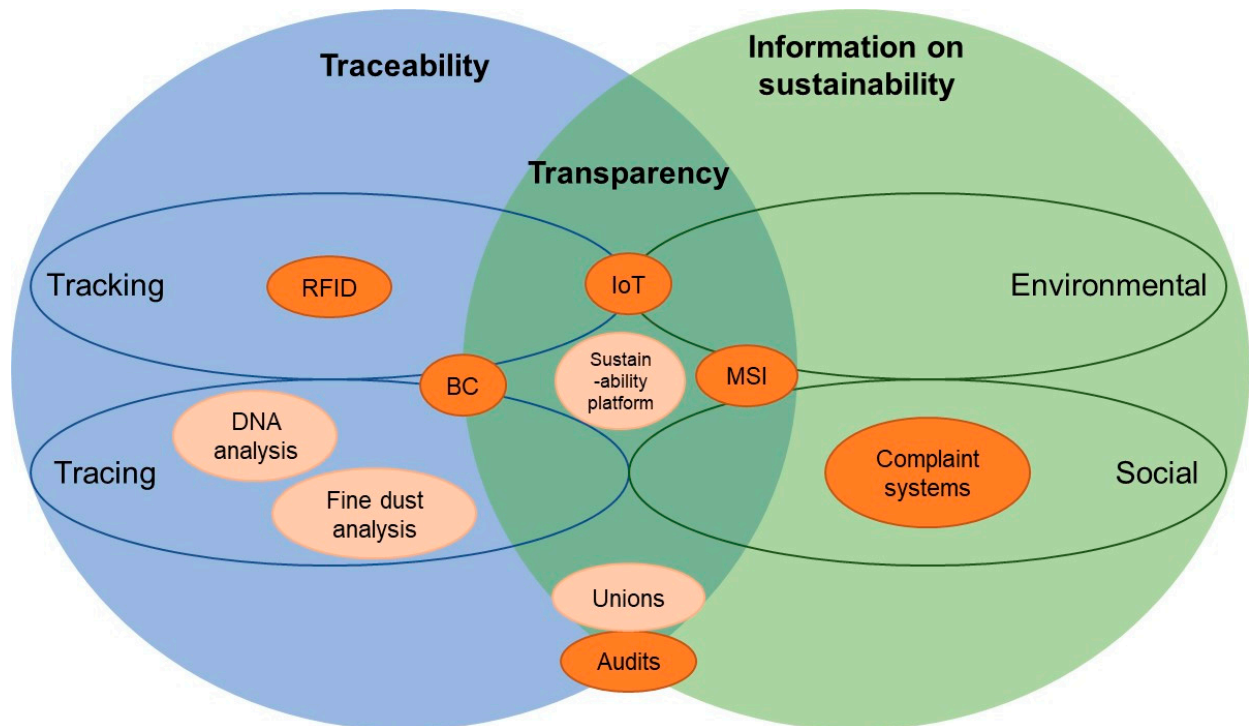 Traceability
Information on
sustainability
Transparency
Tracking
RFID
IoT
Environmental
BC
Sustain
-ability
platform
MSI
DNA
analysis
Tracing
Fine dust
analysis
Complaint
systems
Social
Unions
Audits